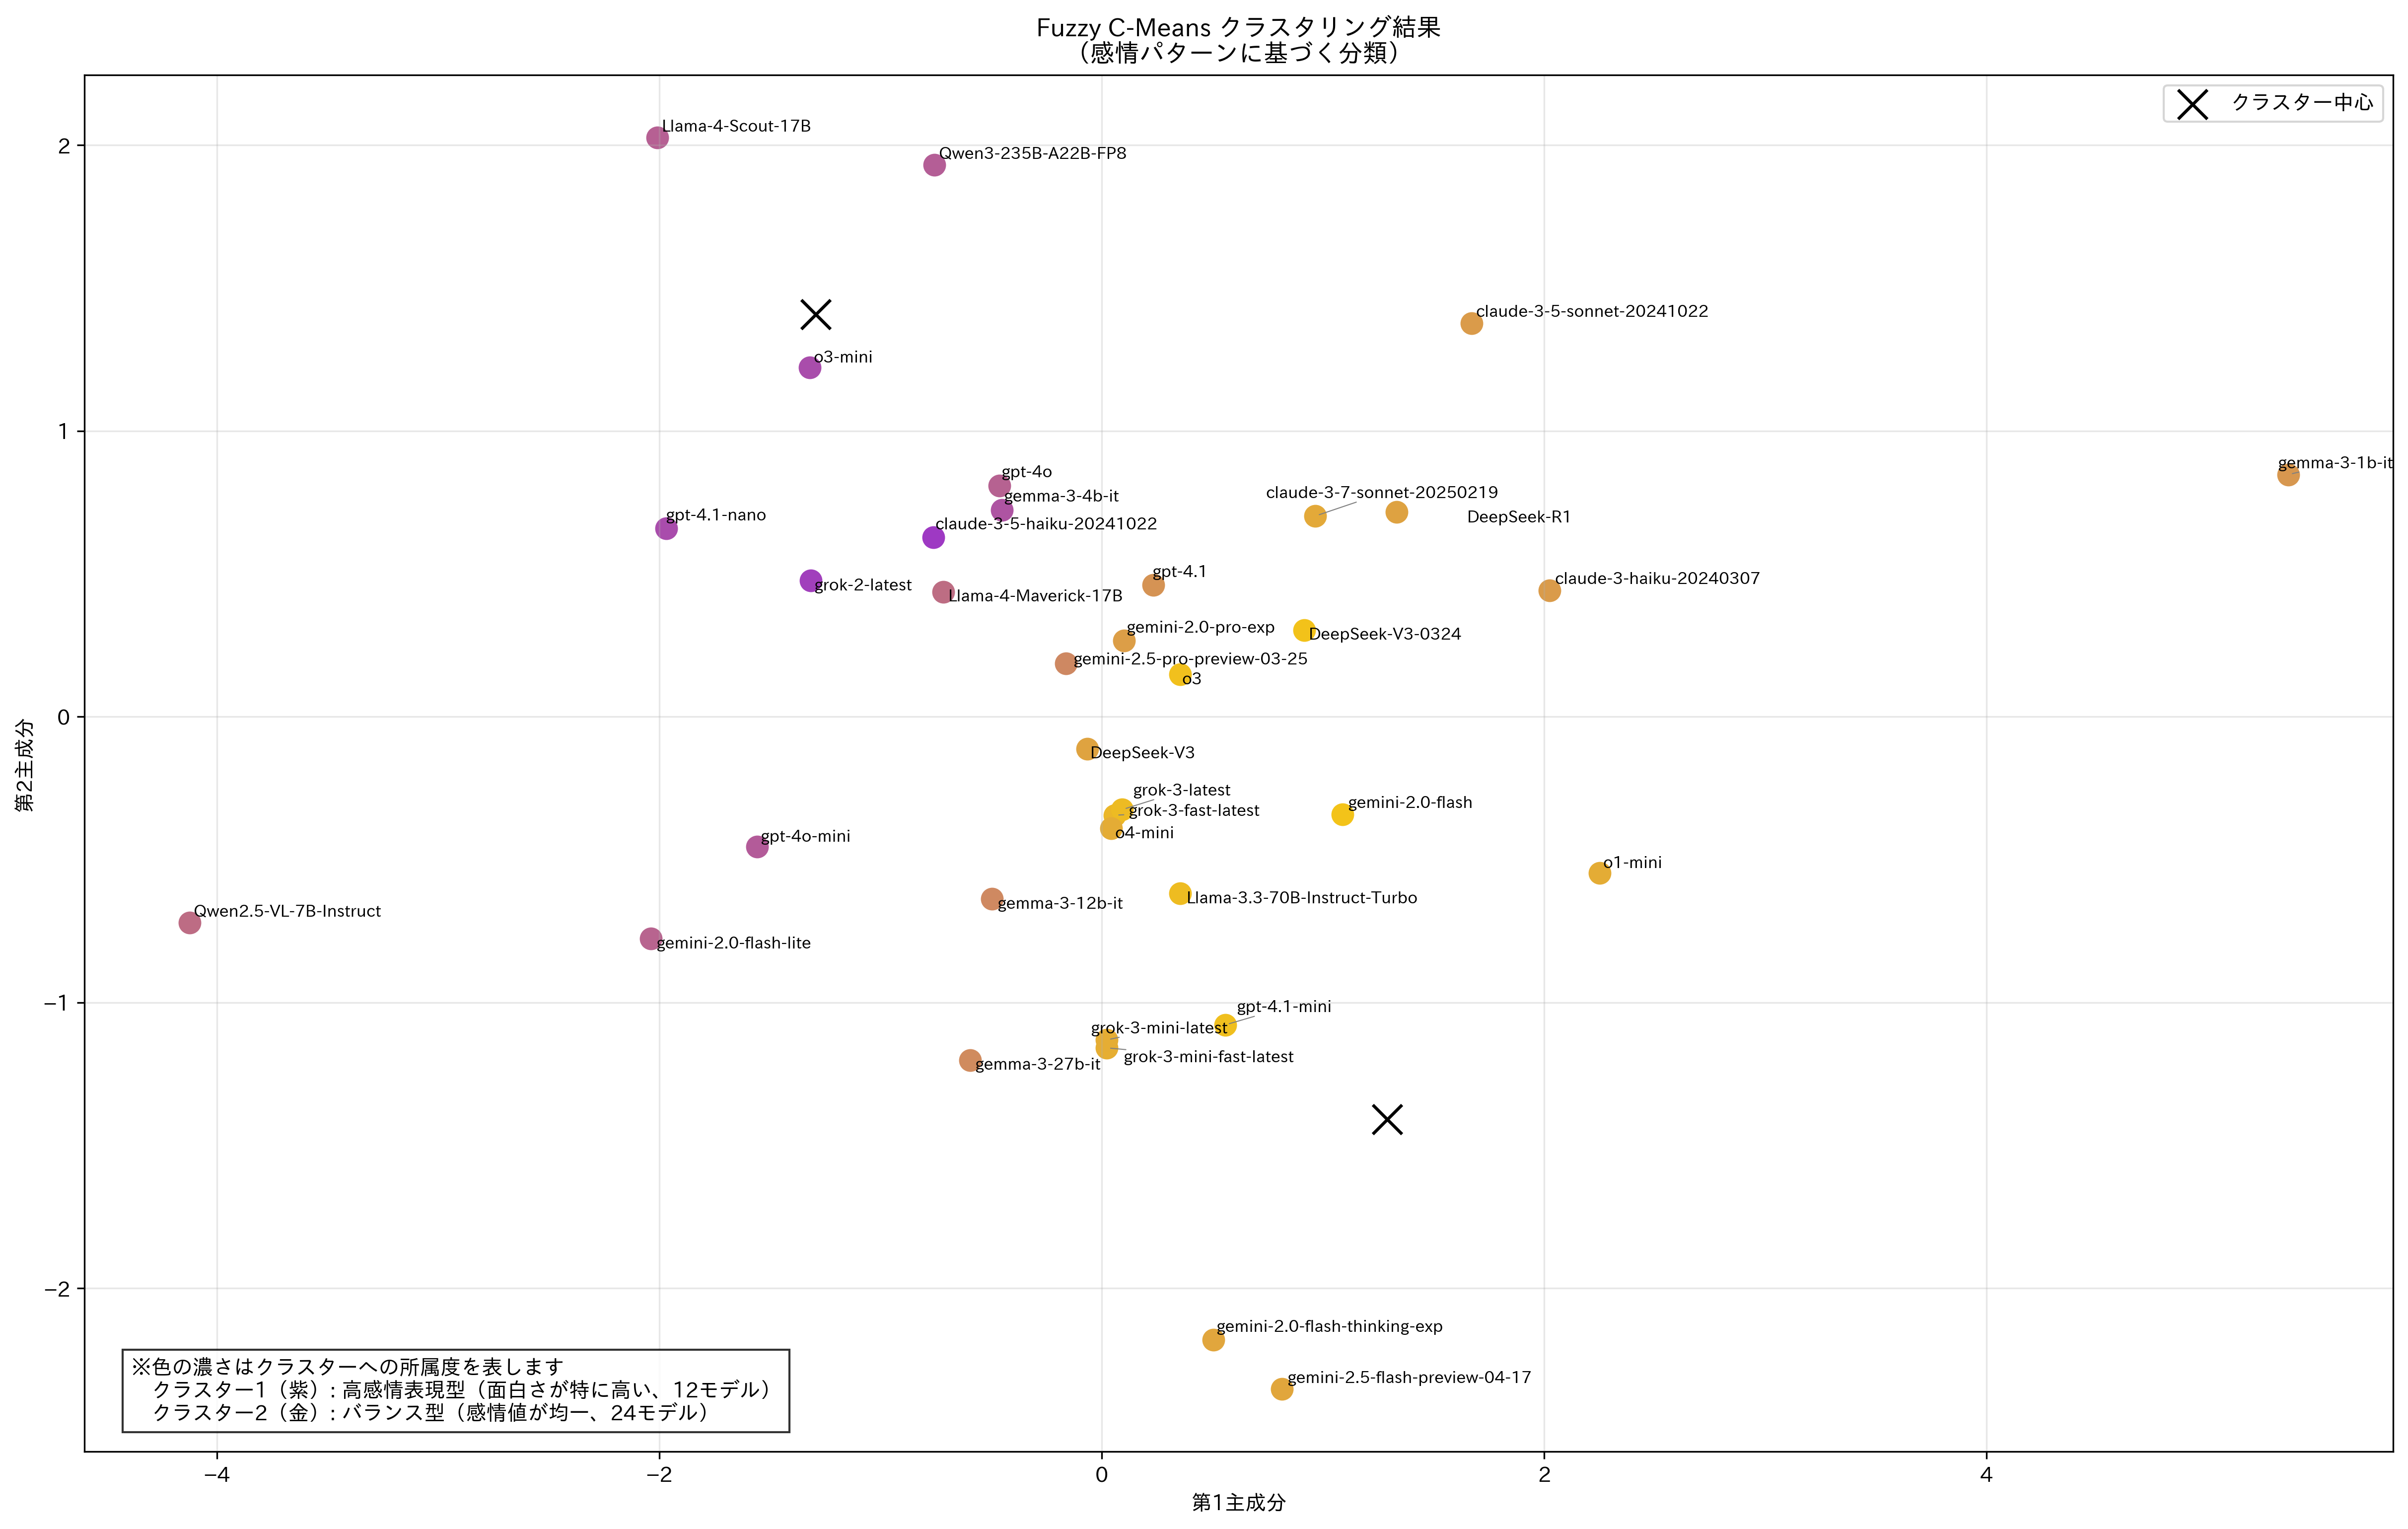 Fuzzy C-Means クラスタリング結果
（感情パターンに基づく分類）
クラスター中心
Llama-4-Scout-17B
Qwen3-235B-A22B-FP8
claude-3-5-sonnet-20241022
o3-mini
gemma-3-1b-it
gpt-4o
gemma-3-4b-it
claude-3-7-sonnet-20250219
DeepSeek-R1
gpt-4.1-nano
claude-3-5-haiku-20241022
gpt-4.1
claude-3-haiku-20240307
grok-2-latest
Llama-4-Maverick-17B
gemini-2.0-pro-exp
DeepSeek-V3-0324
gemini-2.5-pro-preview-03-25
o3
DeepSeek-V3
grok-3-latest
grok-3-fast-latest
gemini-2.0-flash
o4-mini
gpt-4o-mini
o1-mini
Llama-3.3-70B-Instruct-Turbo
gemma-3-12b-it
Qwen2.5-VL-7B-Instruct
gemini-2.0-flash-lite
gpt-4.1-mini
grok-3-mini-latest
grok-3-mini-fast-latest
gemma-3-27b-it
gemini-2.0-flash-thinking-exp
gemini-2.5-flash-preview-04-17
※色の濃さはクラスターへの所属度を表します
クラスター1（紫）: 高感情表現型（面白さが特に高い、12モデル）
クラスター2（金）: バランス型（感情値が均一、24モデル）
2
1
0
−1
−2
第2主成分
−4
−2
0
2
4
第1主成分